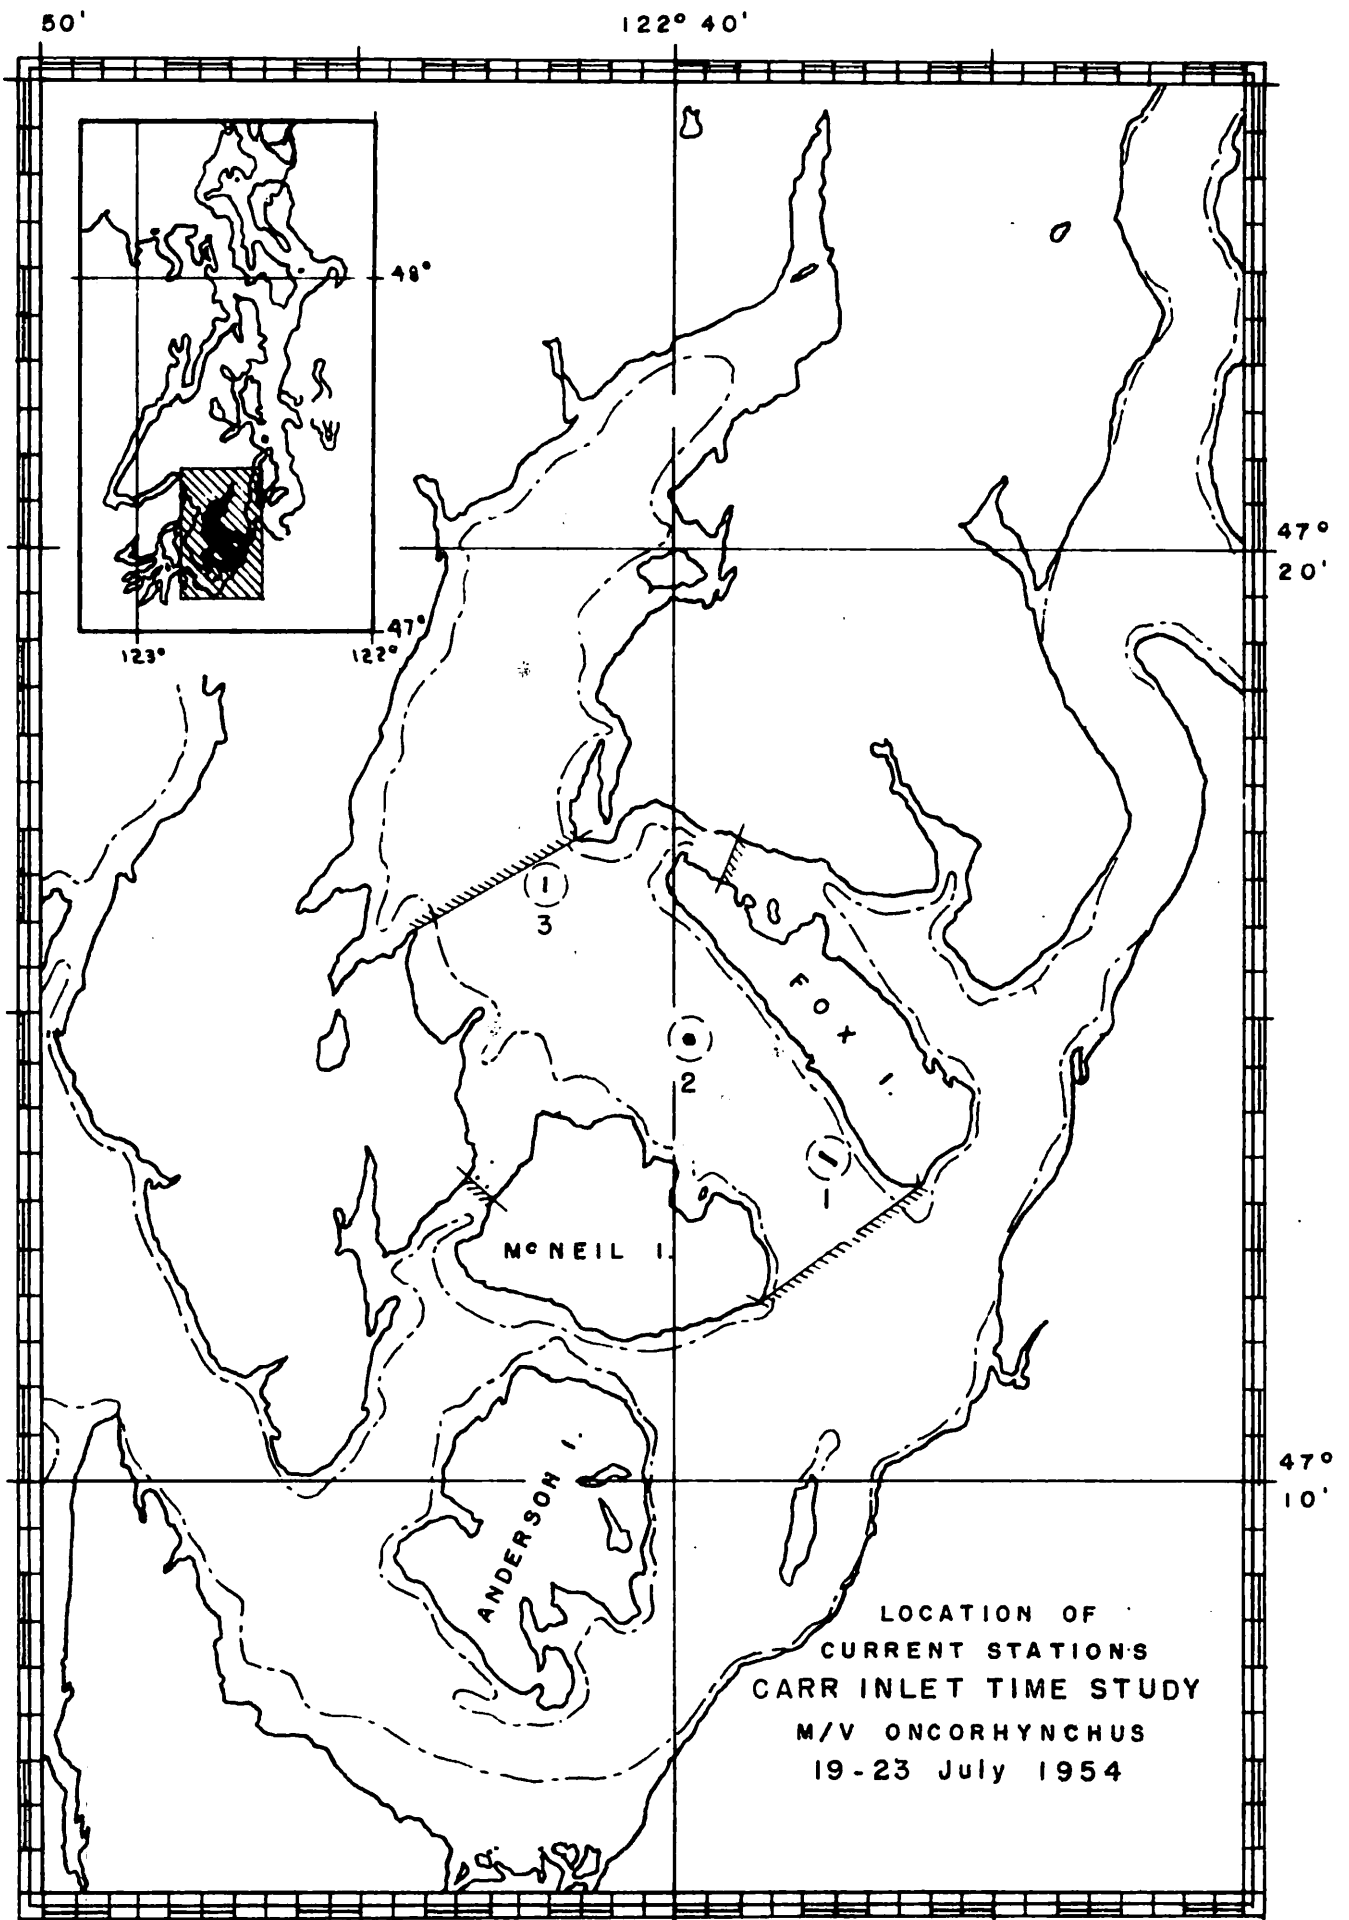 50'
122° 40'
48°
47°
123°
122°
47°
20'
1
3
FOX I.
2
1
McNEIL I.
ANDERSON I.
47°
10'
LOCATION OF
CURRENT STATIONS
CARR INLET TIME STUDY
M/V ONCORHYNCHUS
19-23 July 1954